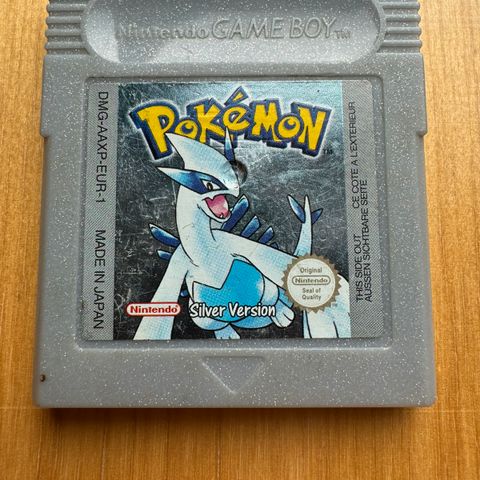 Nintendo GAME BOY™
DMG-AAXP-EUR-1
MADE IN JAPAN
POKéMON
™
Original
Nintendo
Seal of
Quality
Nintendo
Silver Version
THIS SIDE OUT
CE COTE A L'EXTERIEUR
AUSSEN SICHTBARE SEITE